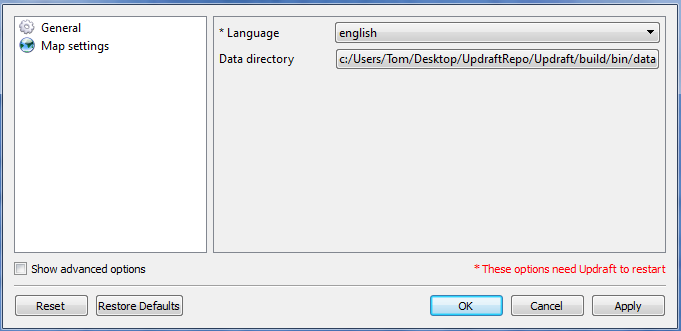 General
Map settings
* Language
english
Data directory
c:/Users/Tom/Desktop/UpdraftRepo/Updraft/build/bin/data
Show advanced options
* These options need Updraft to restart
Reset
Restore Defaults
OK
Cancel
Apply